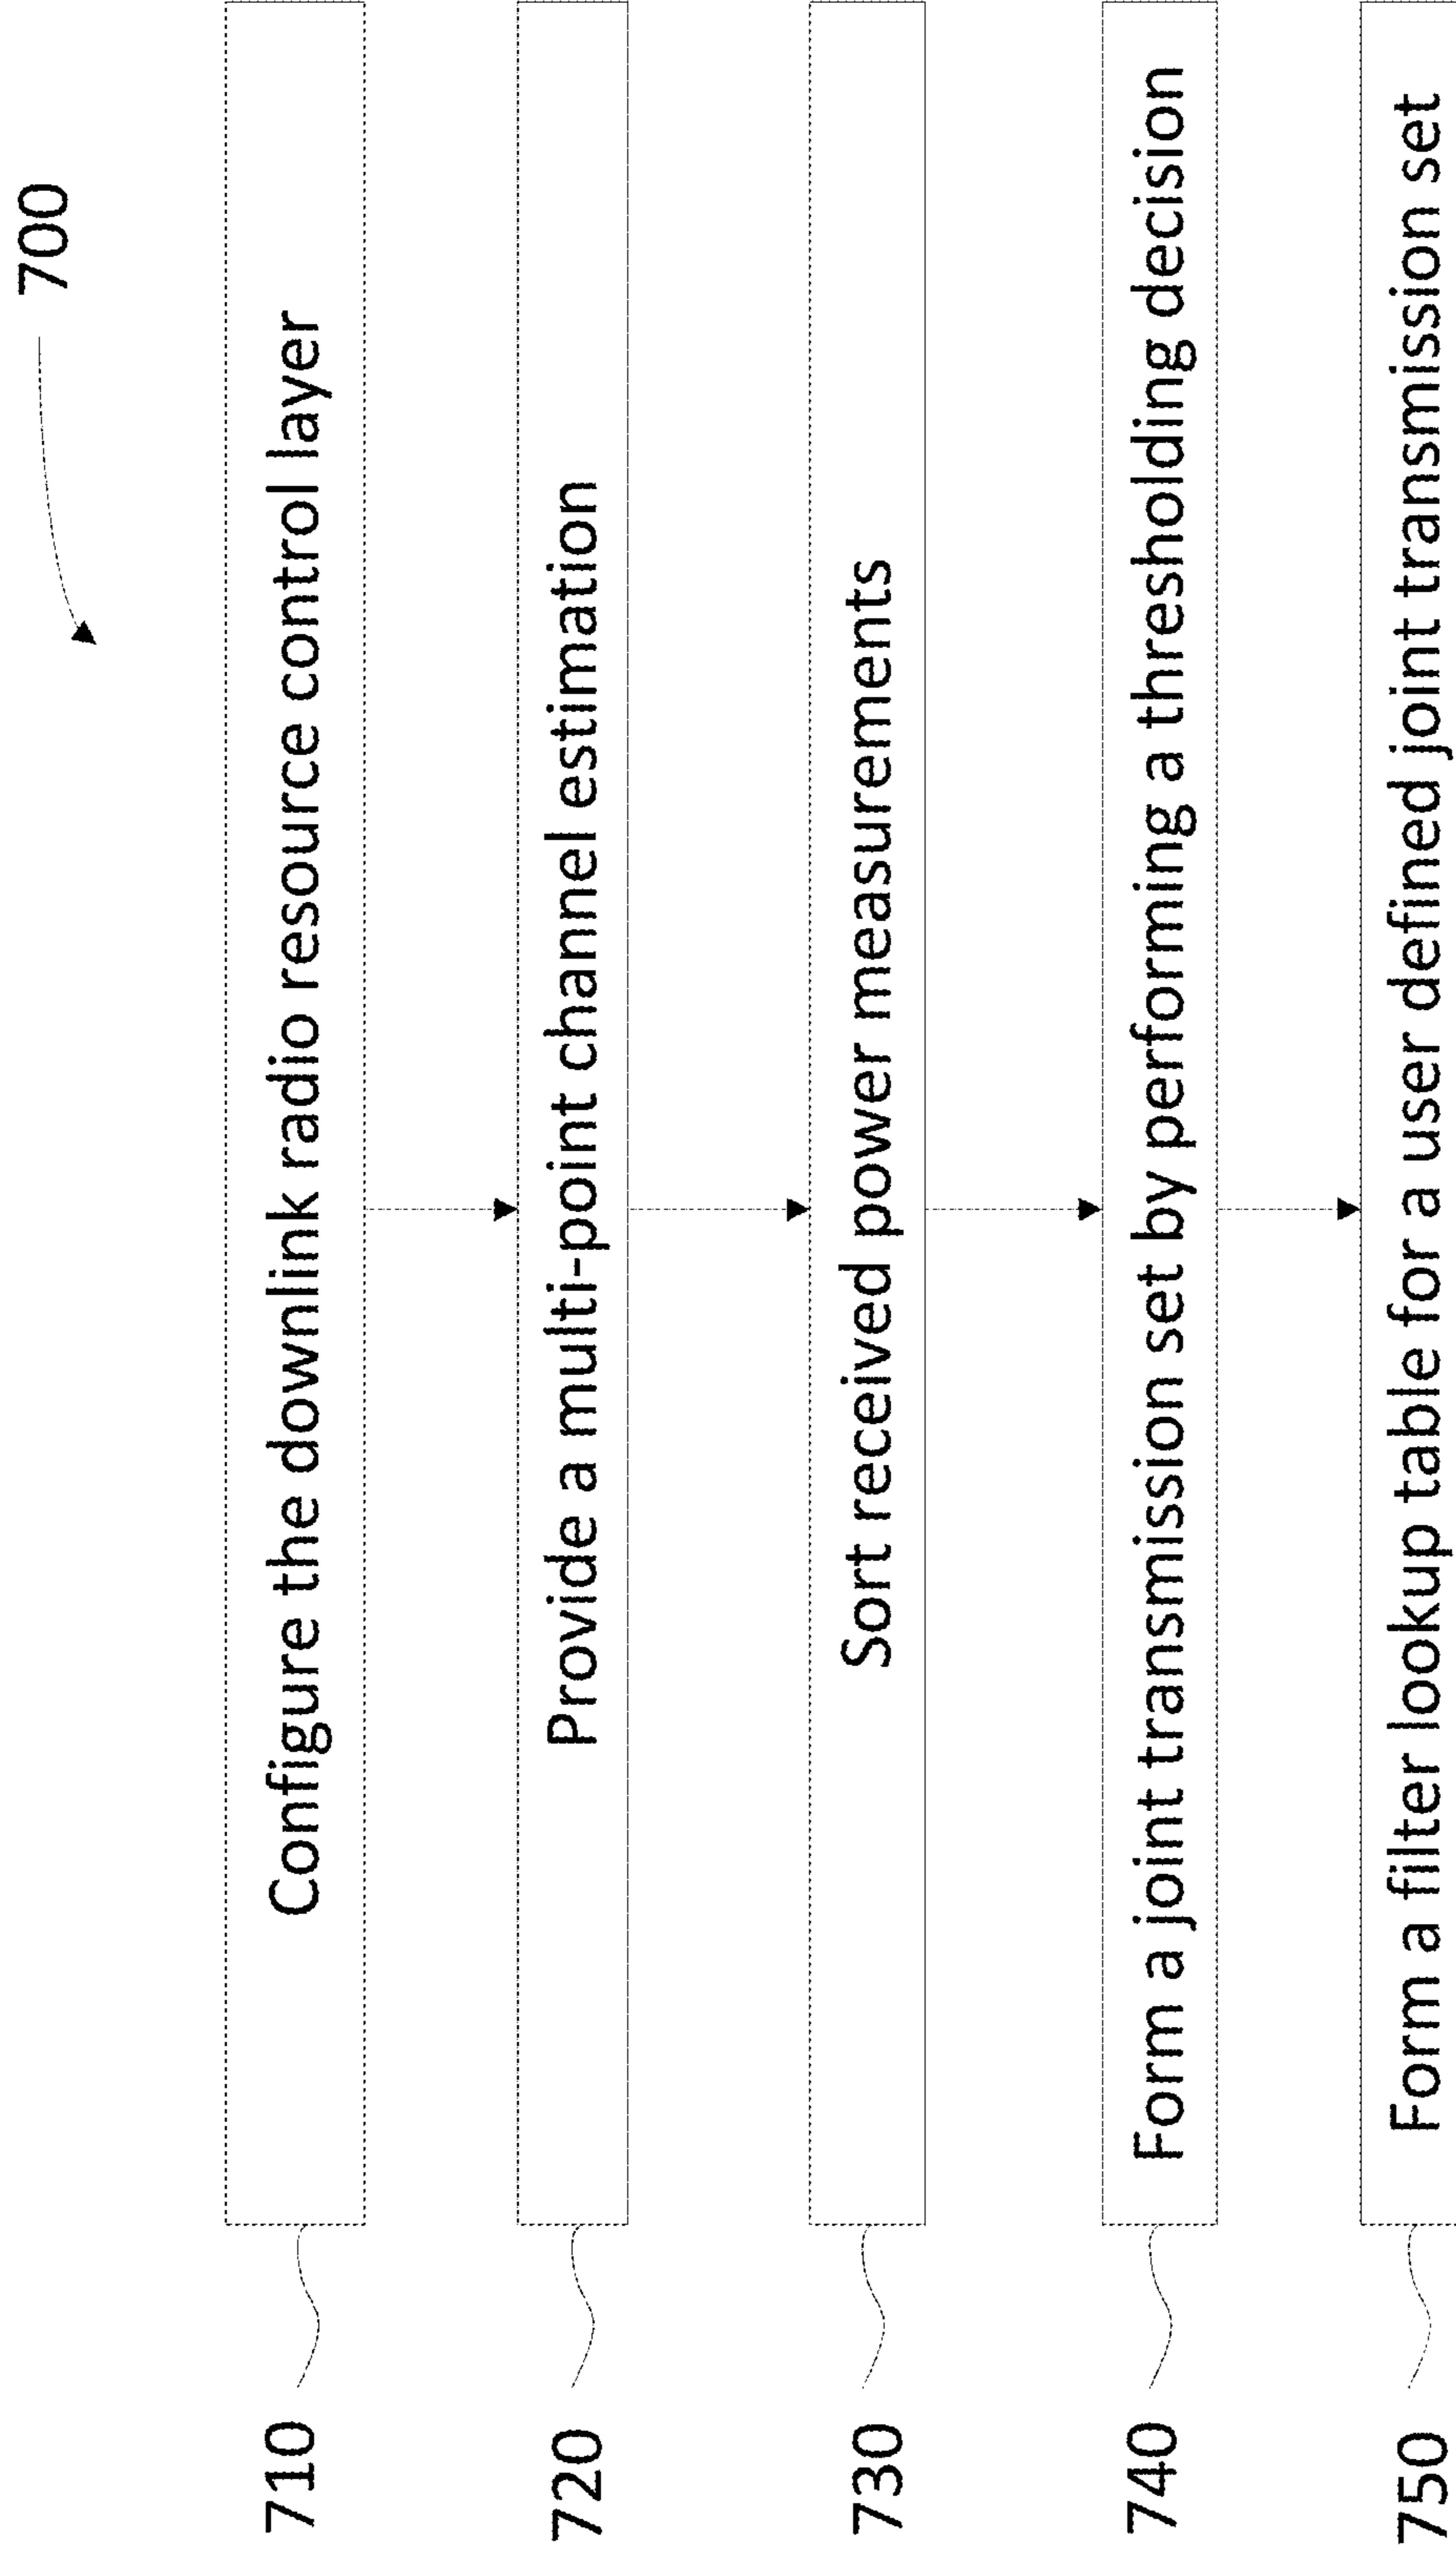 700
710
Configure the downlink radio resource control layer
720
Provide a multi-point channel estimation
730
Sort received power measurements
740
Form a joint transmission set by performing a thresholding decision
750
Form a filter lookup table for a user defined joint transmission set